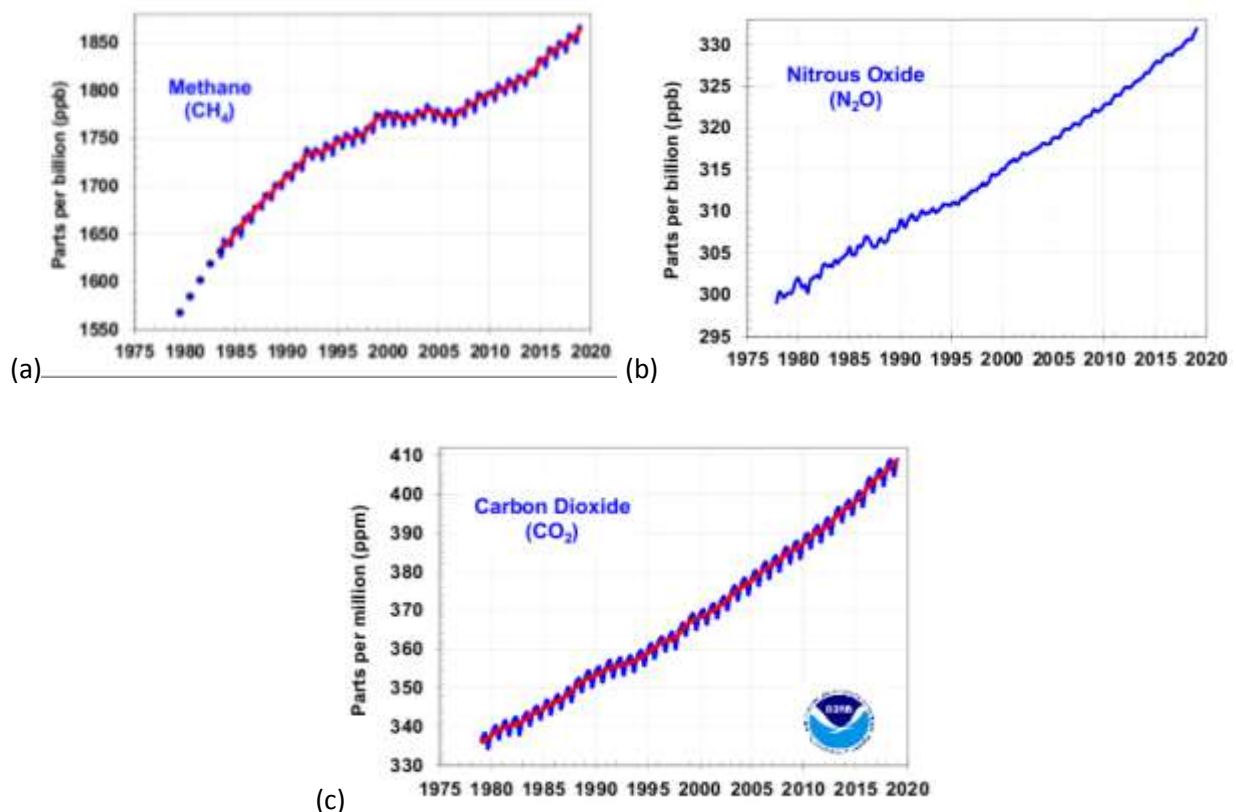 1850
1800
1750
1700
1650
1600
1550
Parts per billion (ppb)
Methane
(CH₄)
1975 1980 1985 1990 1995 2000 2005 2010 2015 2020
(a)
330
325
320
315
310
305
300
295
Parts per billion (ppb)
Nitrous Oxide
(N₂O)
1975 1980 1985 1990 1995 2000 2005 2010 2015 2020
(b)
410
400
390
380
370
360
350
340
330
Parts per million (ppm)
Carbon Dioxide
(CO₂)
1975 1980 1985 1990 1995 2000 2005 2010 2015 2020
(c)